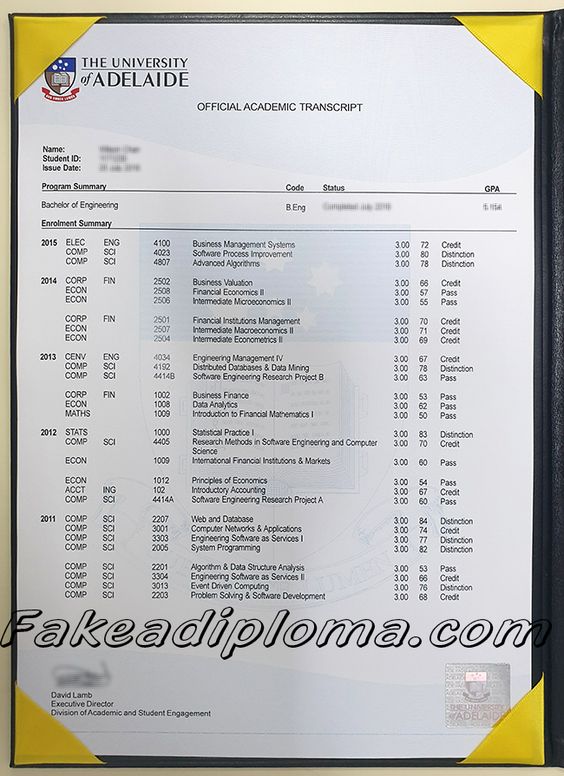 THE UNIVERSITY
of ADELAIDE
OFFICIAL ACADEMIC TRANSCRIPT
Name:
Student ID:
Issue Date:
Program Summary Code Status GPA
Bachelor of Engineering B.Eng
Enrolment Summary
2015 ELEC ENG 4100 Business Management Systems 3.00 72 Credit
COMP SCI 4023 Software Process Improvement 3.00 80 Distinction
COMP SCI 4807 Advanced Algorithms 3.00 78 Distinction
2014 CORP FIN 2502 Business Valuation 3.00 66 Credit
ECON 2508 Financial Economics II 3.00 57 Pass
ECON 2506 Intermediate Microeconomics II 3.00 55 Pass
CORP FIN 2501 Financial Institutions Management 3.00 70 Credit
ECON 2507 Intermediate Macroeconomics II 3.00 71 Credit
ECON 2504 Intermediate Econometrics II 3.00 69 Credit
2013 CENV ENG 4034 Engineering Management IV 3.00 67 Credit
COMP SCI 4192 Distributed Databases & Data Mining 3.00 78 Distinction
COMP SCI 4414B Software Engineering Research Project B 3.00 63 Pass
CORP FIN 1002 Business Finance 3.00 53 Pass
ECON 1008 Data Analytics 3.00 62 Pass
MATHS 1009 Introduction to Financial Mathematics I 3.00 50 Pass
2012 STATS 1000 Statistical Practice I 3.00 83 Distinction
COMP SCI 4405 Research Methods in Software Engineering and Computer 3.00 70 Credit
Science
ECON 1009 International Financial Institutions & Markets 3.00 60 Pass
ECON 1012 Principles of Economics 3.00 54 Pass
ACCT ING 102 Introductory Accounting 3.00 67 Credit
COMP SCI 4414A Software Engineering Research Project A 3.00 60 Pass
2011 COMP SCI 2207 Web and Database 3.00 84 Distinction
COMP SCI 3001 Computer Networks & Applications 3.00 74 Credit
COMP SCI 3303 Engineering Software as Services I 3.00 77 Distinction
COMP SCI 2005 System Programming 3.00 82 Distinction
COMP SCI 2201 Algorithm & Data Structure Analysis 3.00 53 Pass
COMP SCI 3304 Engineering Software as Services II 3.00 66 Credit
COMP SCI 3013 Event Driven Computing 3.00 76 Distinction
COMP SCI 2203 Problem Solving & Software Development 3.00 68 Credit
Fakeadiploma.com
David Lamb
Executive Director
Division of Academic and Student Engagement
THE UNIVERSITY
of ADELAIDE